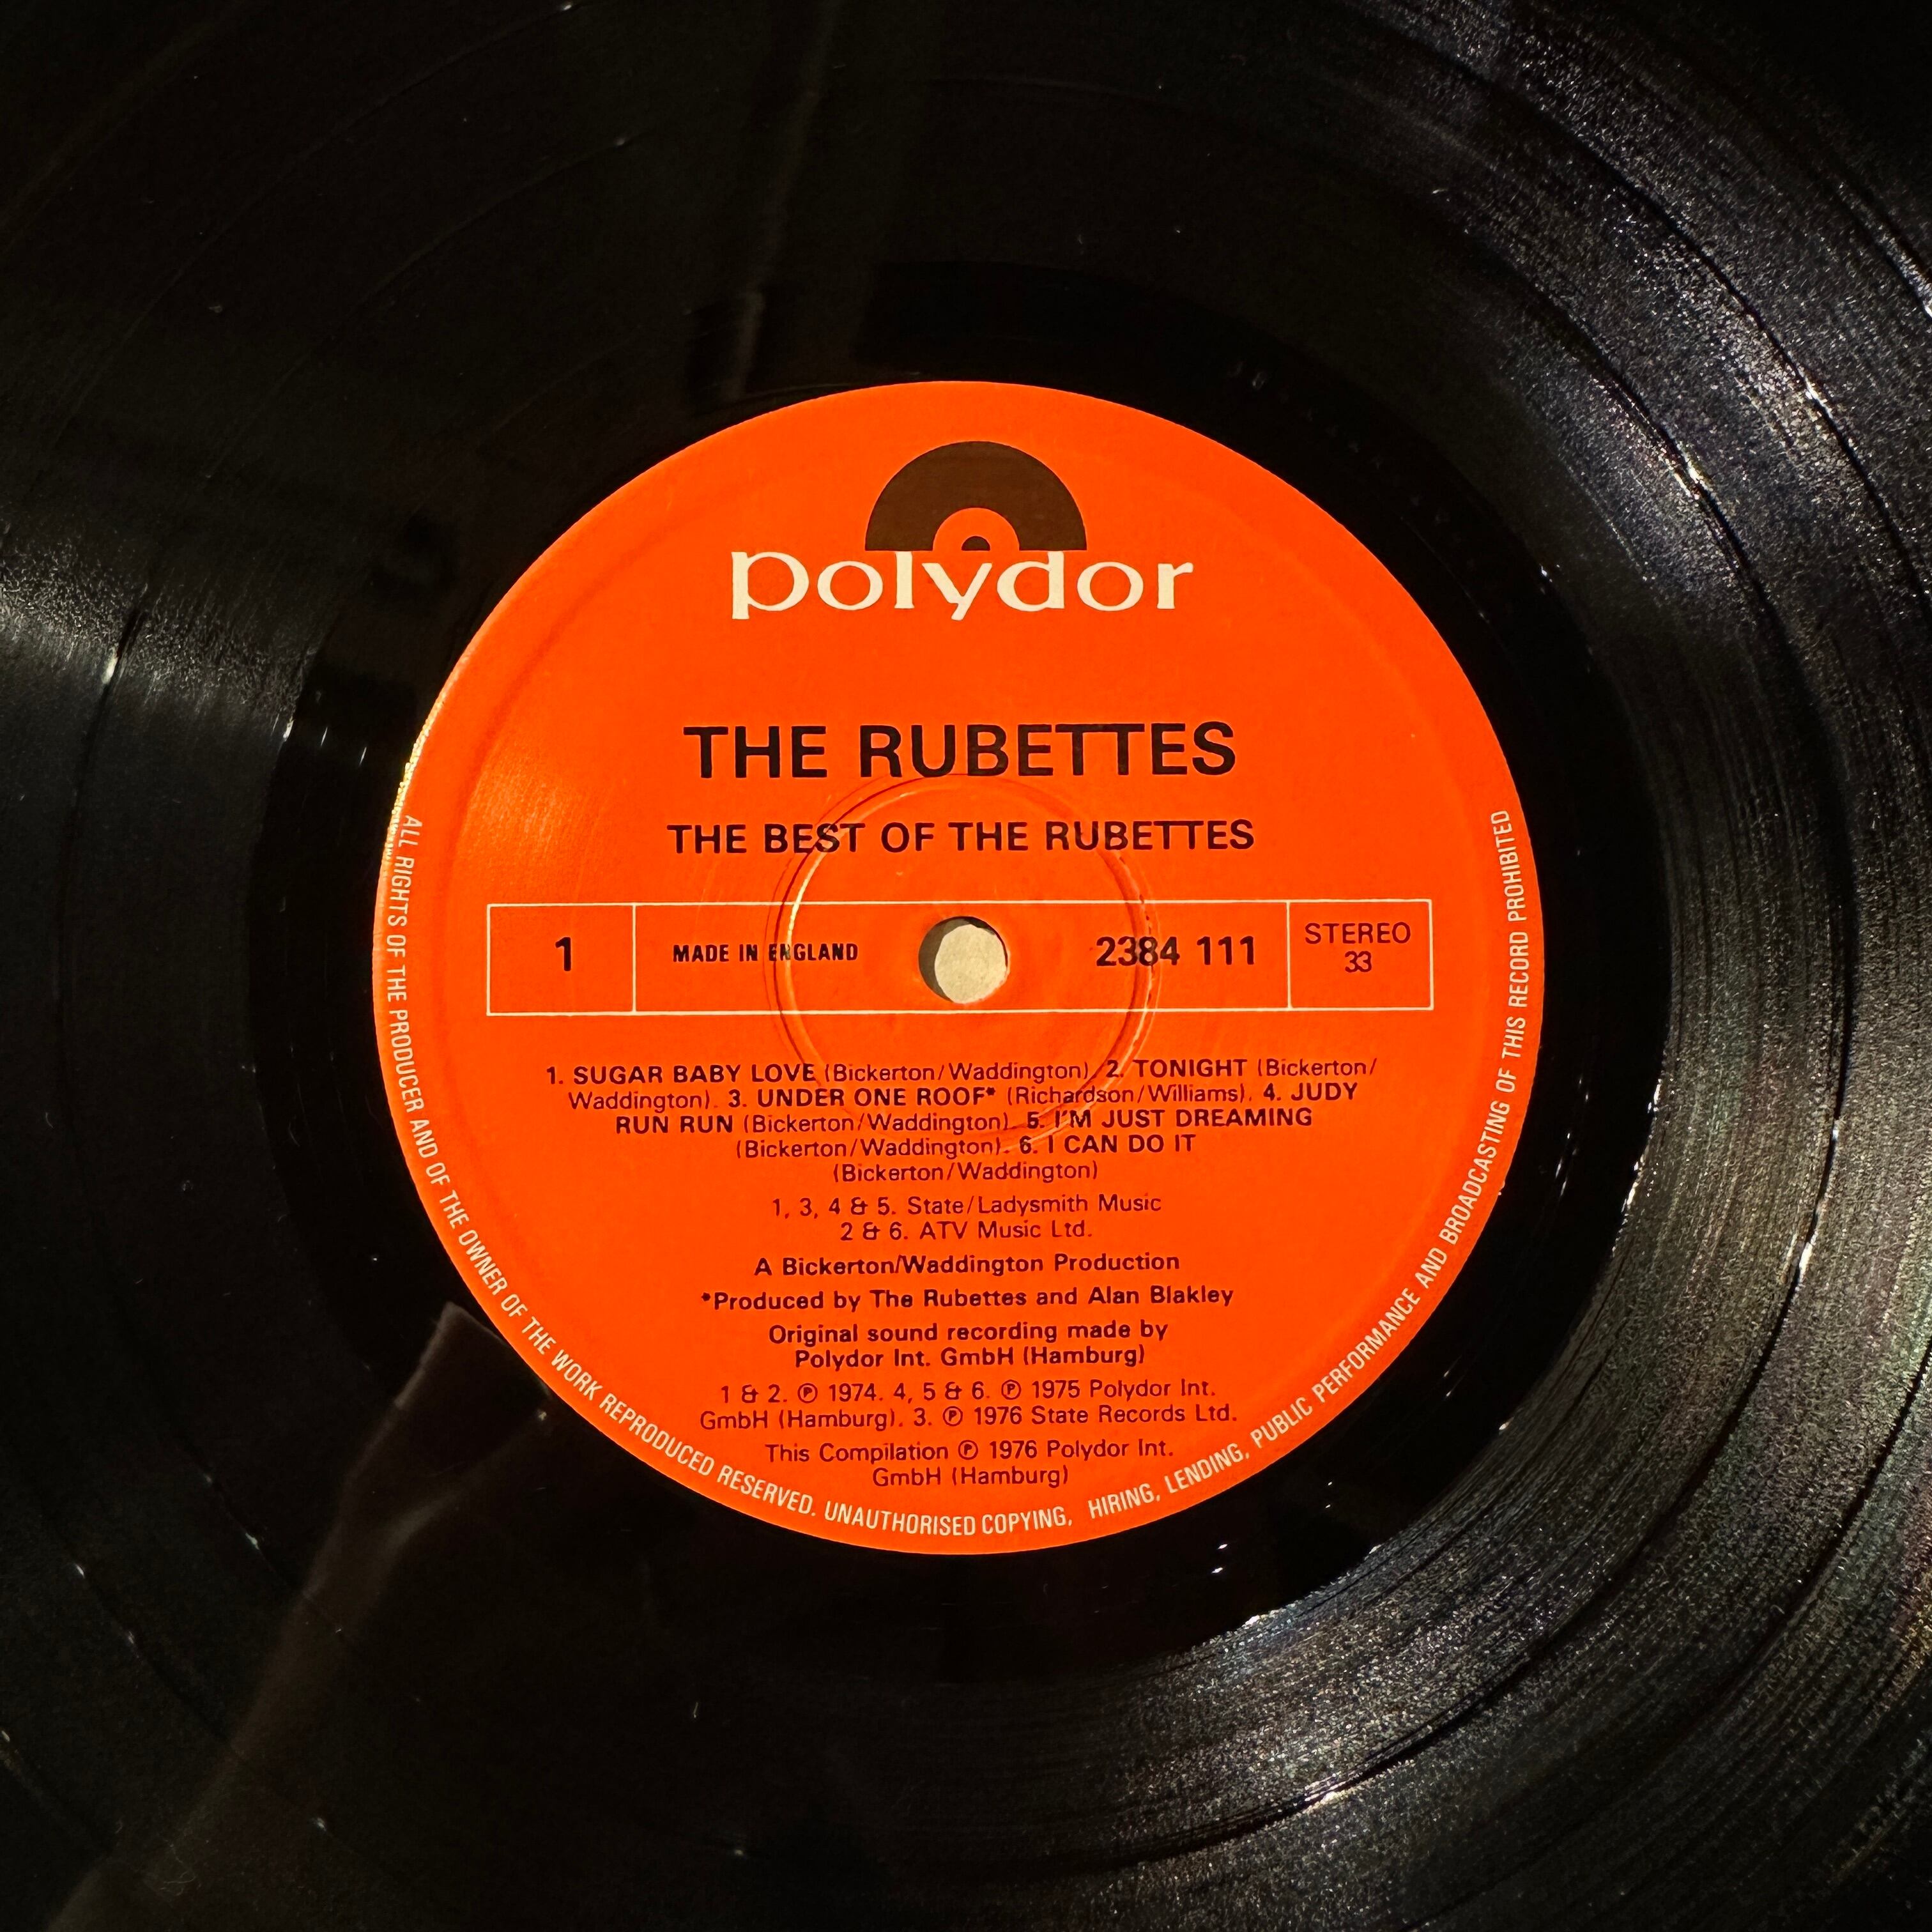 polydor
THE RUBETTES
THE BEST OF THE RUBETTES
1
MADE IN ENGLAND
2384 111
STEREO
33
1. SUGAR BABY LOVE (Bickerton/Waddington). 2. TONIGHT (Bickerton/
Waddington). 3. UNDER ONE ROOF* (Richardson/Williams). 4. JUDY
RUN RUN (Bickerton/Waddington). 5. I'M JUST DREAMING
(Bickerton/Waddington). 6. I CAN DO IT
(Bickerton/Waddington)
1, 3, 4 & 5. State/Ladysmith Music
2 & 6. ATV Music Ltd.
A Bickerton/Waddington Production
*Produced by The Rubettes and Alan Blakley
Original sound recording made by
Polydor Int. GmbH (Hamburg)
1 & 2. ℗ 1974. 4, 5 & 6. ℗ 1975 Polydor Int.
GmbH (Hamburg). 3. ℗ 1976 State Records Ltd.
This Compilation ℗ 1976 Polydor Int.
GmbH (Hamburg)
ALL RIGHTS OF THE PRODUCER AND OF THE OWNER OF THE WORK REPRODUCED RESERVED. UNAUTHORISED COPYING, HIRING, LENDING, PUBLIC PERFORMANCE AND BROADCASTING OF THIS RECORD PROHIBITED